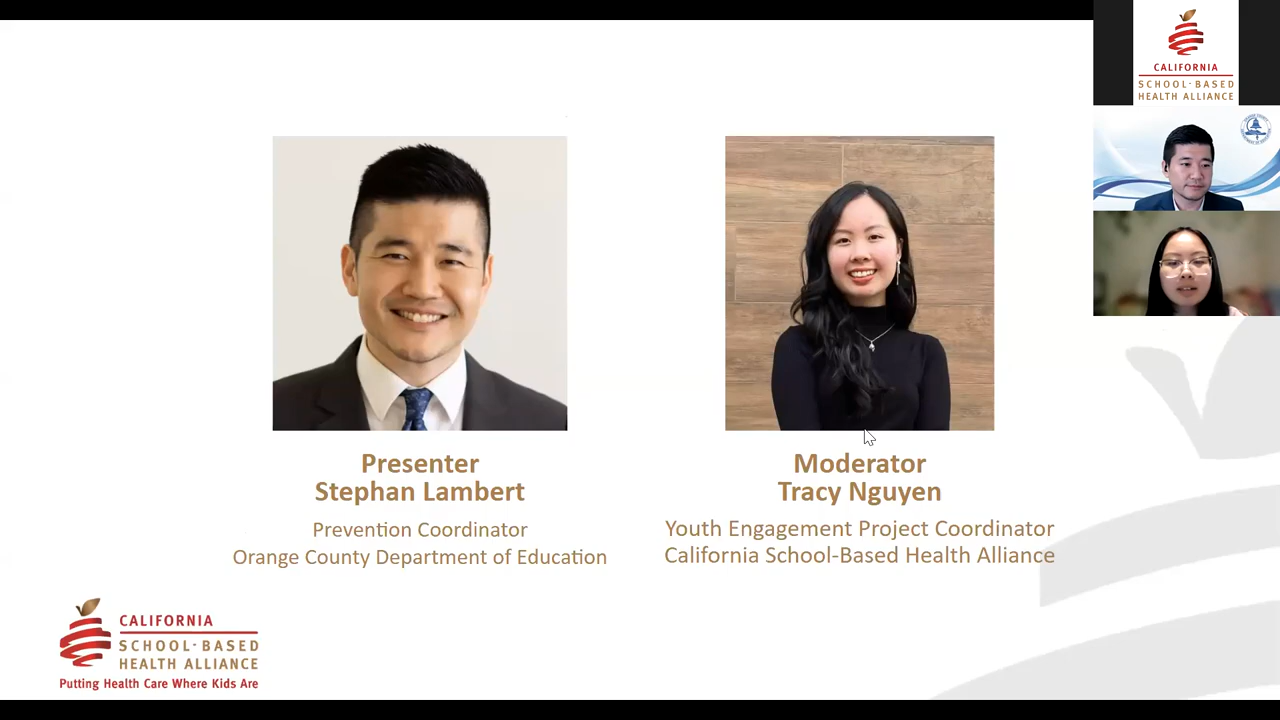 Presenter
Stephan Lambert
Prevention Coordinator
Orange County Department of Education
Moderator
Tracy Nguyen
Youth Engagement Project Coordinator
California School-Based Health Alliance
CALIFORNIA
SCHOOL-BASED
HEALTH ALLIANCE
Putting Health Care Where Kids Are
CALIFORNIA
SCHOOL-BASED
HEALTH ALLIANCE